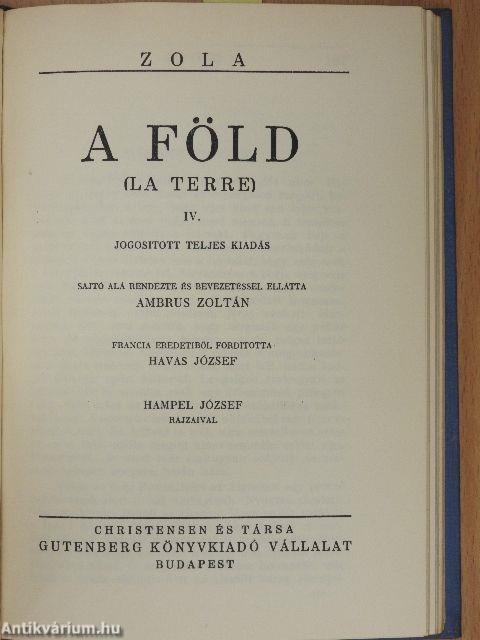 ZOLA
A FÖLD
(LA TERRE)
IV.
JOGOSITOTT TELJES KIADÁS
SAJTÓ ALÁ RENDEZTE ÉS BEVEZETÉSSEL ELLÁTTA
AMBRUS ZOLTÁN
FRANCIA EREDETIBŐL FORDÍTOTTA
HAVAS JÓZSEF
HAMPEL JÓZSEF
RAJZAIVAL
CHRISTENSEN ÉS TÁRSA
GUTENBERG KÖNYVKIADÓ VÁLLALAT
BUDAPEST
Antikvárium.hu